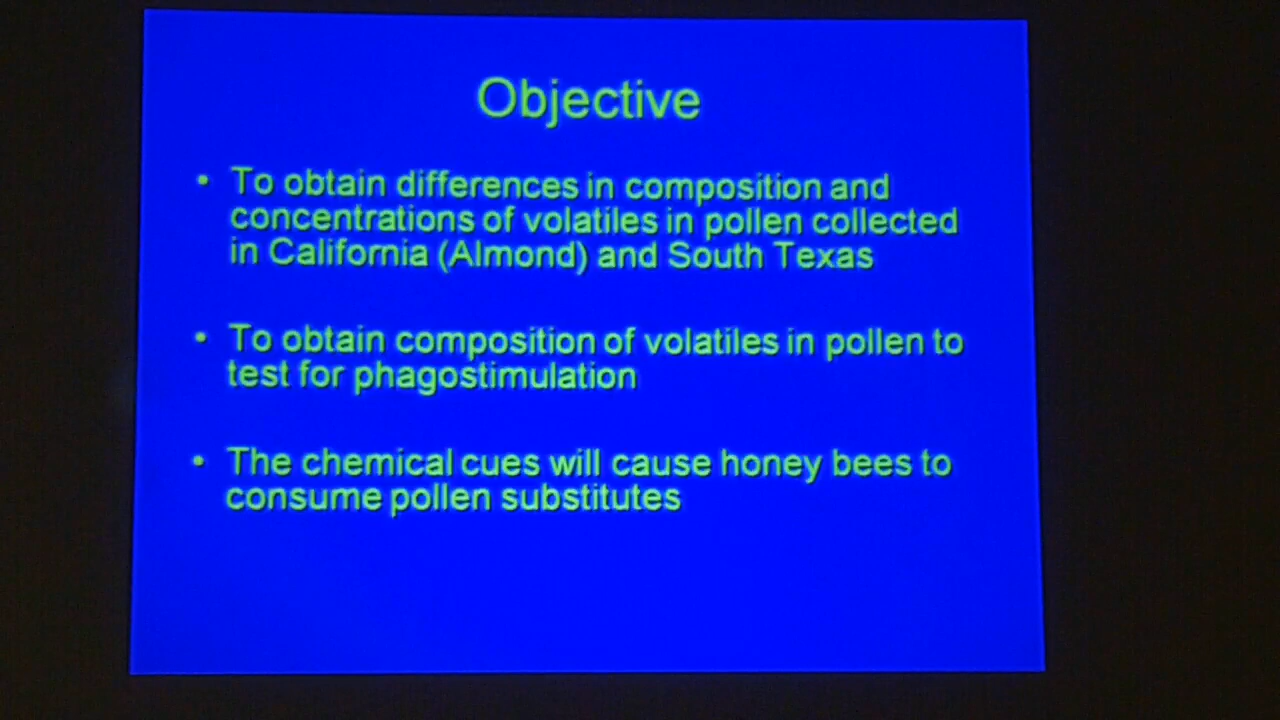 Objective
• To obtain differences in composition and
concentrations of volatiles in pollen collected
in California (Almond) and South Texas
• To obtain composition of volatiles in pollen to
test for phagostimulation
• The chemical cues will cause honey bees to
consume pollen substitutes